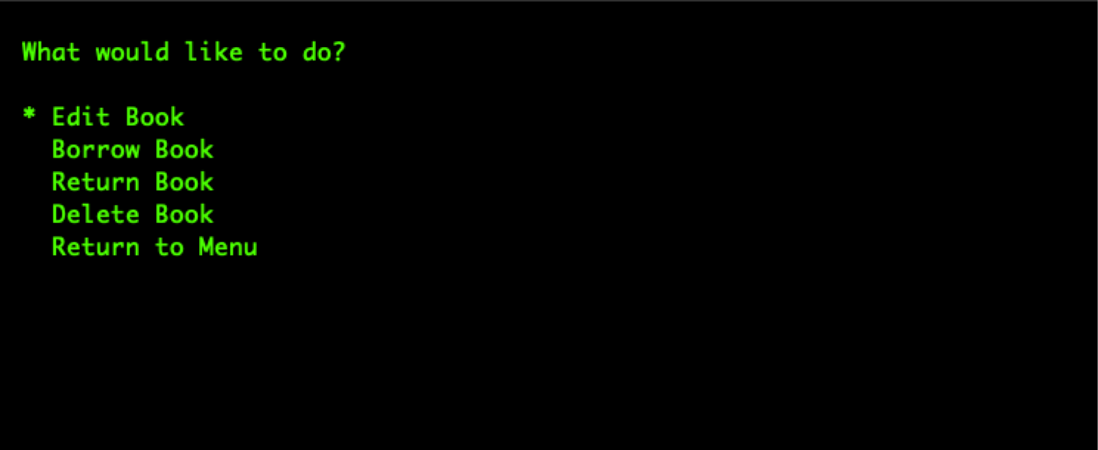 What would like to do?
* Edit Book
Borrow Book
Return Book
Delete Book
Return to Menu